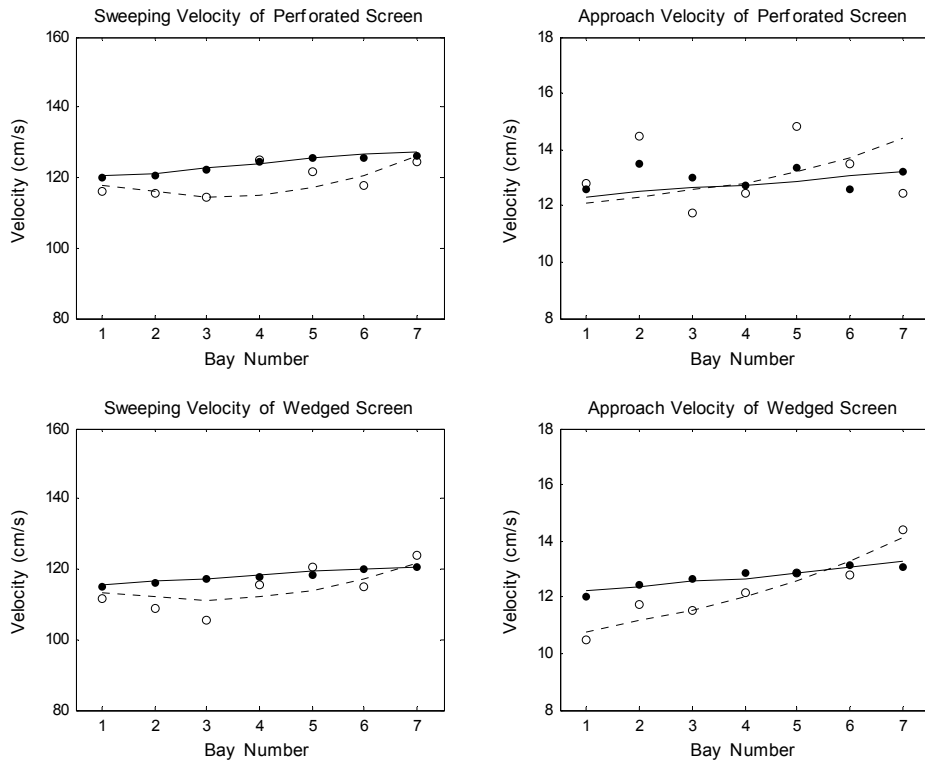 Sweeping Velocity of Perforated Screen
160
140
120
100
80
Velocity (cm/s)
1 2 3 4 5 6 7
Bay Number
Approach Velocity of Perforated Screen
18
16
14
12
10
8
Velocity (cm/s)
1 2 3 4 5 6 7
Bay Number
Sweeping Velocity of Wedged Screen
160
140
120
100
80
Velocity (cm/s)
1 2 3 4 5 6 7
Bay Number
Approach Velocity of Wedged Screen
18
16
14
12
10
8
Velocity (cm/s)
1 2 3 4 5 6 7
Bay Number